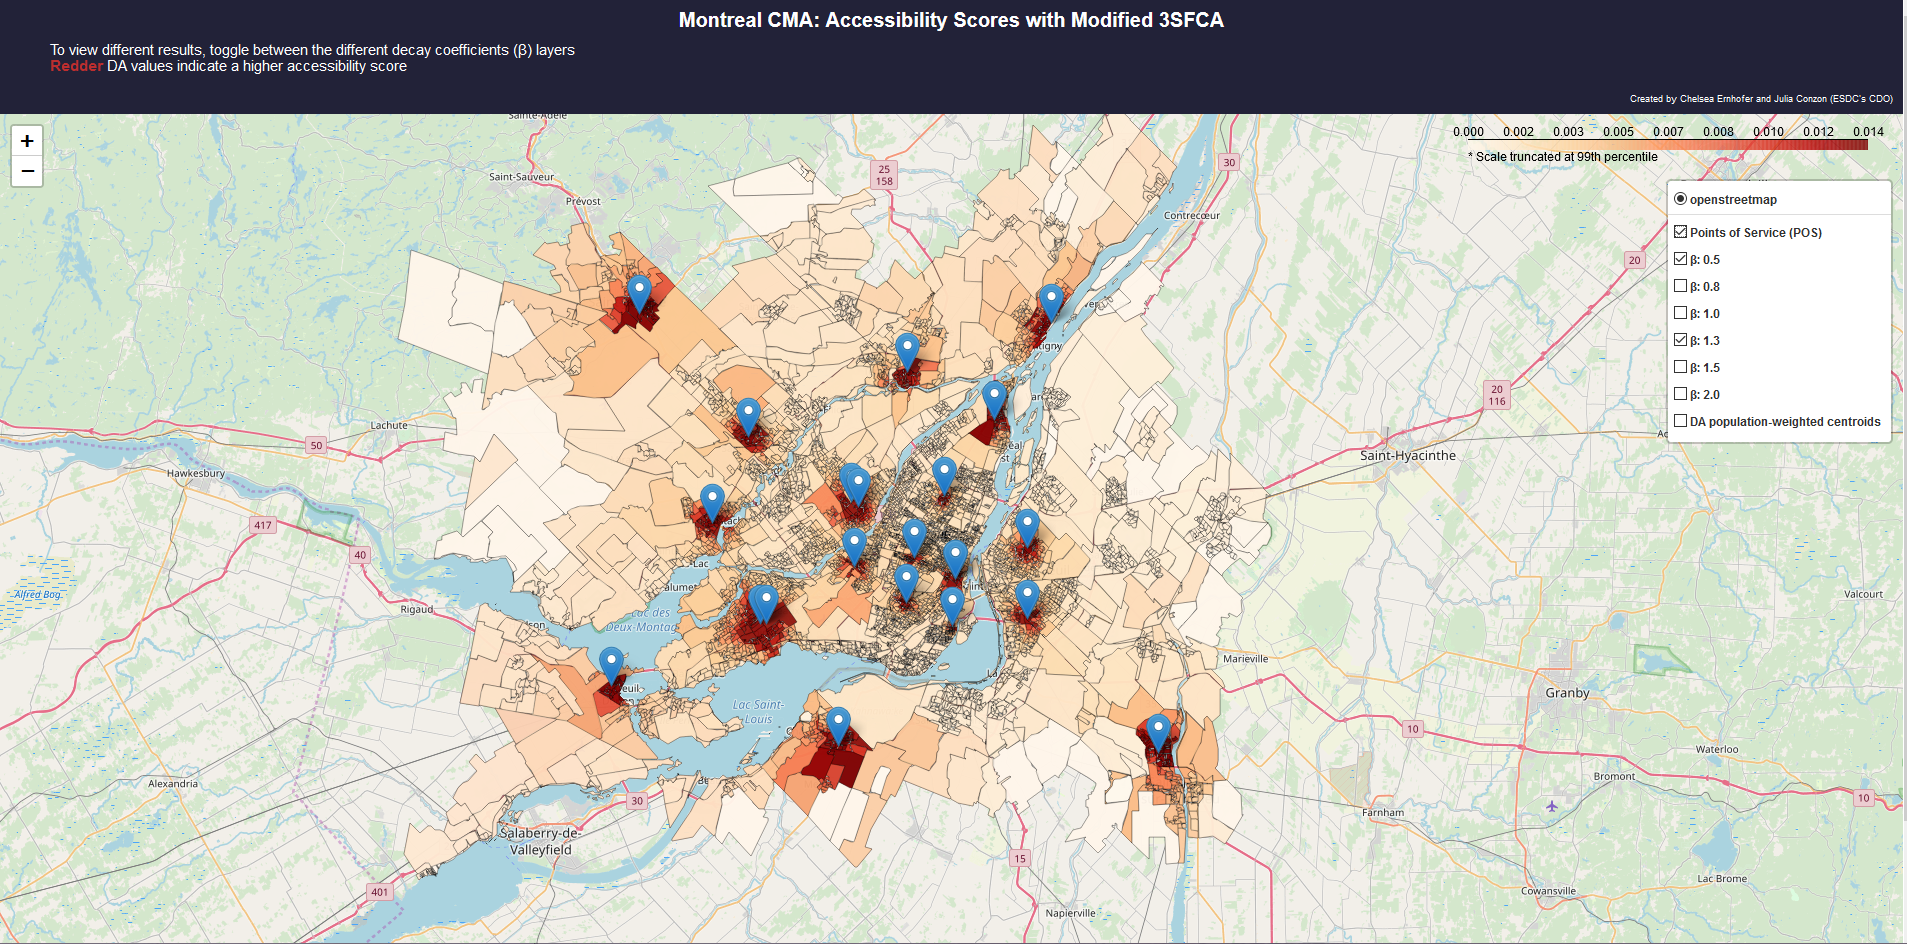 Montreal CMA: Accessibility Scores with Modified 3SFCA
To view different results, toggle between the different decay coefficients (β) layers
Redder DA values indicate a higher accessibility score
Created by Chelsea Ernhofer and Julia Conzon (ESDC's CDO)
+
−
0.000 0.002 0.003 0.005 0.007 0.008 0.010 0.012 0.014
* Scale truncated at 99th percentile
openstreetmap
Points of Service (POS)
β: 0.5
β: 0.8
β: 1.0
β: 1.3
β: 1.5
β: 2.0
DA population-weighted centroids
Sainte-Adèle
Saint-Sauveur
Prévost
25
158
30
Contrecœur
20
Lachute
50
Hawkesbury
417
40
Alfred Bog
Rigaud
20
116
Saint-Hyacinthe
Lac des
Deux-Montag
Lac Saint-
Louis
Marieville
Valcourt
Granby
10
Waterloo
Bromont
10
Alexandria
30
Salaberry-de-
Valleyfield
Farnham
15
401
Napierville
Cowansville
Lac Brome